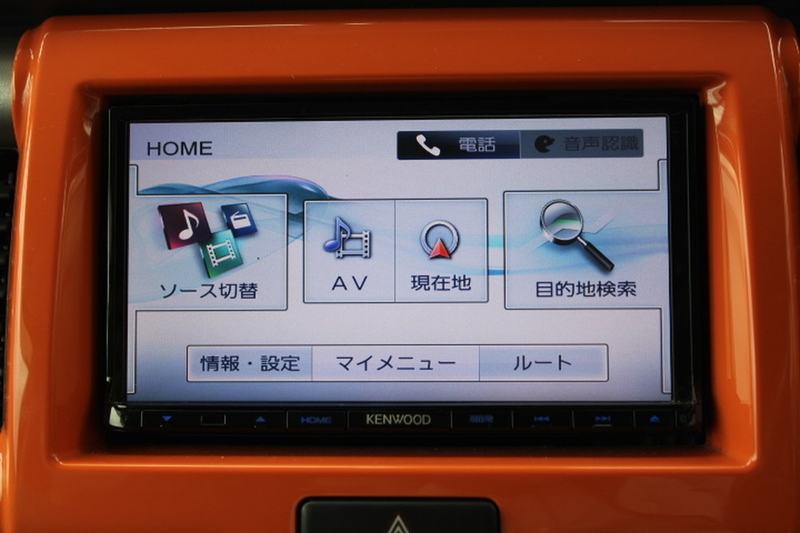 HOME
電話
音声認識
ソース切替
AV
現在地
目的地検索
情報・設定
マイメニュー
ルート
HOME
KENWOOD